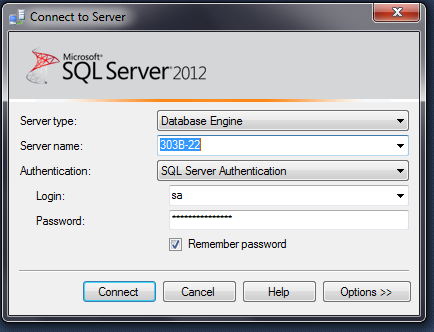 Connect to Server
Microsoft
SQL Server 2012
Server type: Database Engine
Server name: 303B-22
Authentication: SQL Server Authentication
Login: sa
Password: ***************
Remember password
Connect Cancel Help Options >>